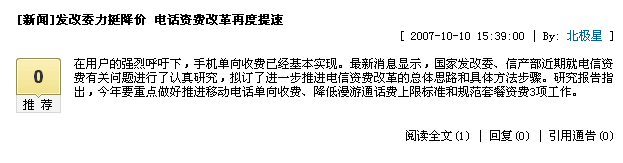 [新闻]发改委力挺降价 电话资费改革再度提速
[ 2007-10-10 15:39:00 | By: 北极星 ]
0
推 荐
在用户的强烈呼吁下，手机单向收费已经基本实现。最新消息显示，国家发改委、信产部近期就电信资
费有关问题进行了认真研究，拟订了进一步推进电信资费改革的总体思路和具体方法步骤。研究报告指
出，今年要重点做好推进移动电话单向收费、降低漫游通话费上限标准和规范套餐资费3项工作。
阅读全文(1) | 回复(0) | 引用通告(0)